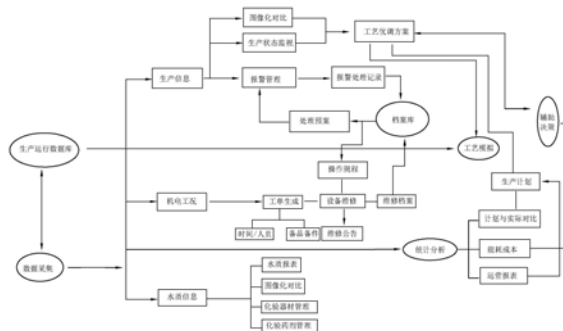 图像化对比
生产状态监视
工艺优调方案
生产信息
报警管理
报警处理记录
处理预案
档案库
辅助
决策
生产运行数据库
工艺模拟
操作规程
生产计划
机电工况
工单生成
设备维修
维修档案
计划与实际对比
时间/人员
备品备件
维修公告
统计分析
能耗成本
数据采集
水质报表
运营报表
水质信息
图像化对比
化验器材管理
化验药剂管理